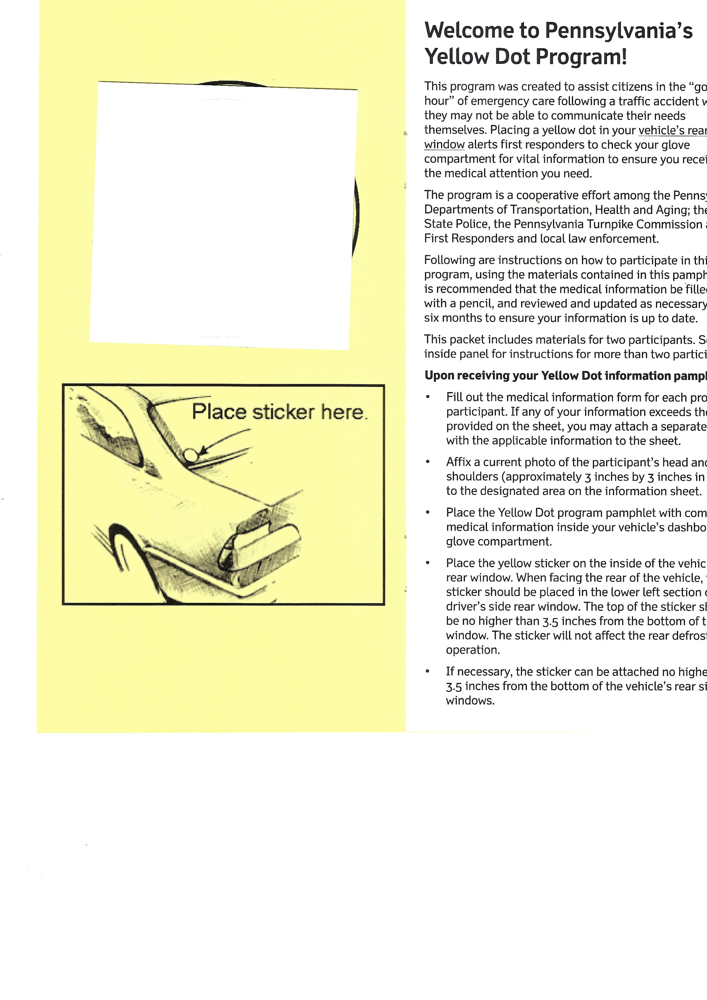 Place sticker here.
Welcome to Pennsylvania’s
Yellow Dot Program!
This program was created to assist citizens in the “go
hour” of emergency care following a traffic accident w
they may not be able to communicate their needs
themselves. Placing a yellow dot in your vehicle’s rear
window alerts first responders to check your glove
compartment for vital information to ensure you recei
the medical attention you need.
The program is a cooperative effort among the Pennsy
Departments of Transportation, Health and Aging; the
State Police, the Pennsylvania Turnpike Commission a
First Responders and local law enforcement.
Following are instructions on how to participate in thi
program, using the materials contained in this pamph
is recommended that the medical information be fille
with a pencil, and reviewed and updated as necessary
six months to ensure your information is up to date.
This packet includes materials for two participants. Se
inside panel for instructions for more than two partici
Upon receiving your Yellow Dot information pampl
• Fill out the medical information form for each pro
participant. If any of your information exceeds the
provided on the sheet, you may attach a separate
with the applicable information to the sheet.
• Affix a current photo of the participant’s head and
shoulders (approximately 3 inches by 3 inches in
to the designated area on the information sheet.
• Place the Yellow Dot program pamphlet with com
medical information inside your vehicle’s dashbo
glove compartment.
• Place the yellow sticker on the inside of the vehic
rear window. When facing the rear of the vehicle,
sticker should be placed in the lower left section o
driver’s side rear window. The top of the sticker sh
be no higher than 3.5 inches from the bottom of t
window. The sticker will not affect the rear defrost
operation.
• If necessary, the sticker can be attached no highe
3.5 inches from the bottom of the vehicle’s rear si
windows.